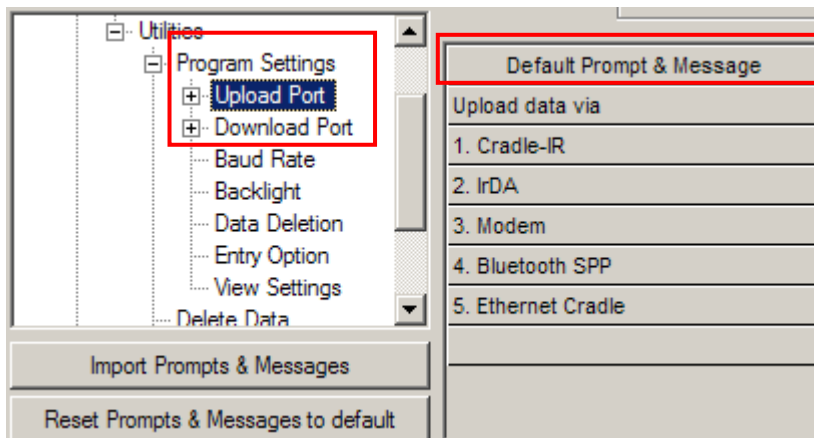 Utilities
Program Settings
Upload Port
Download Port
Baud Rate
Backlight
Data Deletion
Entry Option
View Settings
Delete Data
Import Prompts & Messages
Reset Prompts & Messages to default
Default Prompt & Message
Upload data via
1. Cradle-IR
2. IrDA
3. Modem
4. Bluetooth SPP
5. Ethernet Cradle